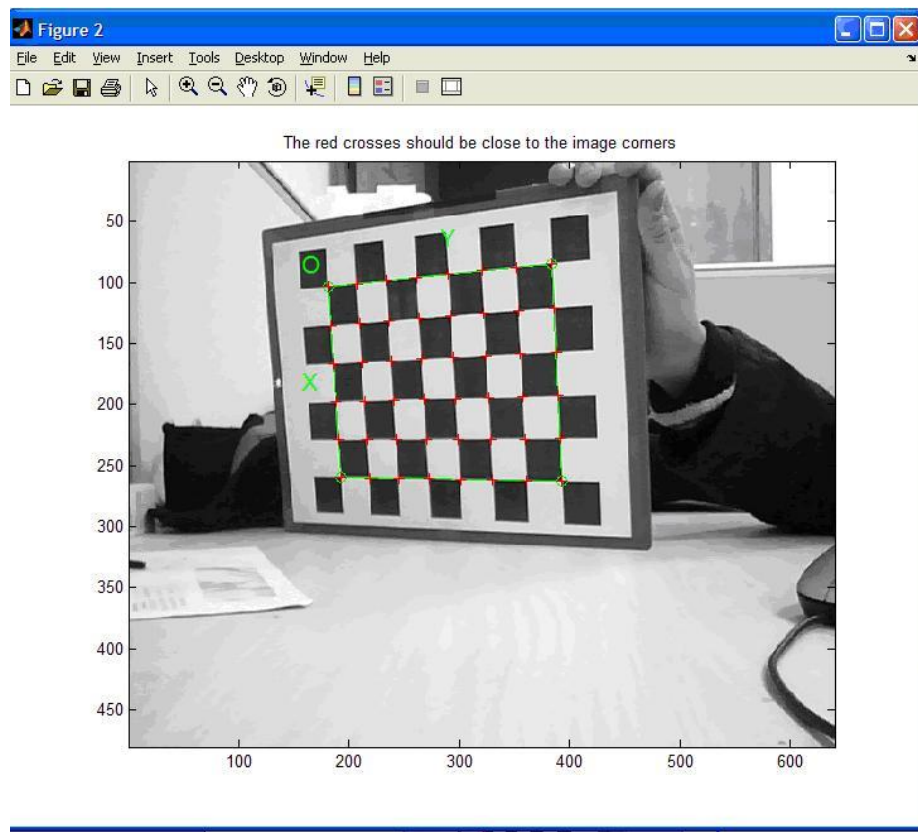 Figure 2
File Edit View Insert Tools Desktop Window Help
The red crosses should be close to the image corners
50
100
150
200
250
300
350
400
450
O
Y
X
100 200 300 400 500 600